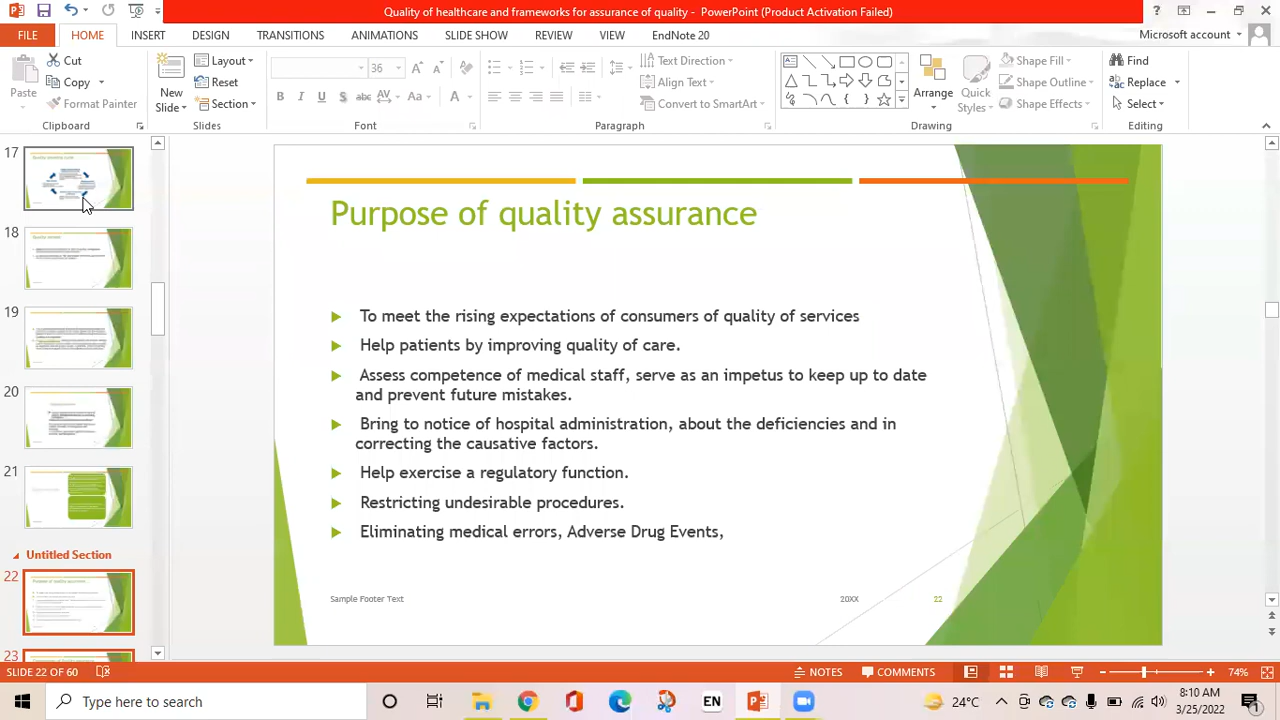 Quality of healthcare and frameworks for assurance of quality - PowerPoint (Product Activation Failed)
FILE HOME INSERT DESIGN TRANSITIONS ANIMATIONS SLIDE SHOW REVIEW VIEW EndNote 20 Microsoft account
Paste Cut Copy Format Painter
New Slide Layout Reset Section
36
B I U S abc AV Aa A
Text Direction Align Text Convert to SmartArt
Arrange Quick Styles Shape Fill Shape Outline Shape Effects
Find Replace Select
Clipboard Slides Font Paragraph Drawing Editing
17
18
19
20
21
Untitled Section
22
23
Purpose of quality assurance
To meet the rising expectations of consumers of quality of services
Help patients by improving quality of care.
Assess competence of medical staff, serve as an impetus to keep up to date
and prevent future mistakes.
Bring to notice of hospital administration, about the deficiencies and in
correcting the causative factors.
Help exercise a regulatory function.
Restricting undesirable procedures.
Eliminating medical errors, Adverse Drug Events,
Sample Footer Text 20XX 22
SLIDE 22 OF 60 NOTES COMMENTS 74%
Type here to search EN 24°C 8:10 AM
3/25/2022